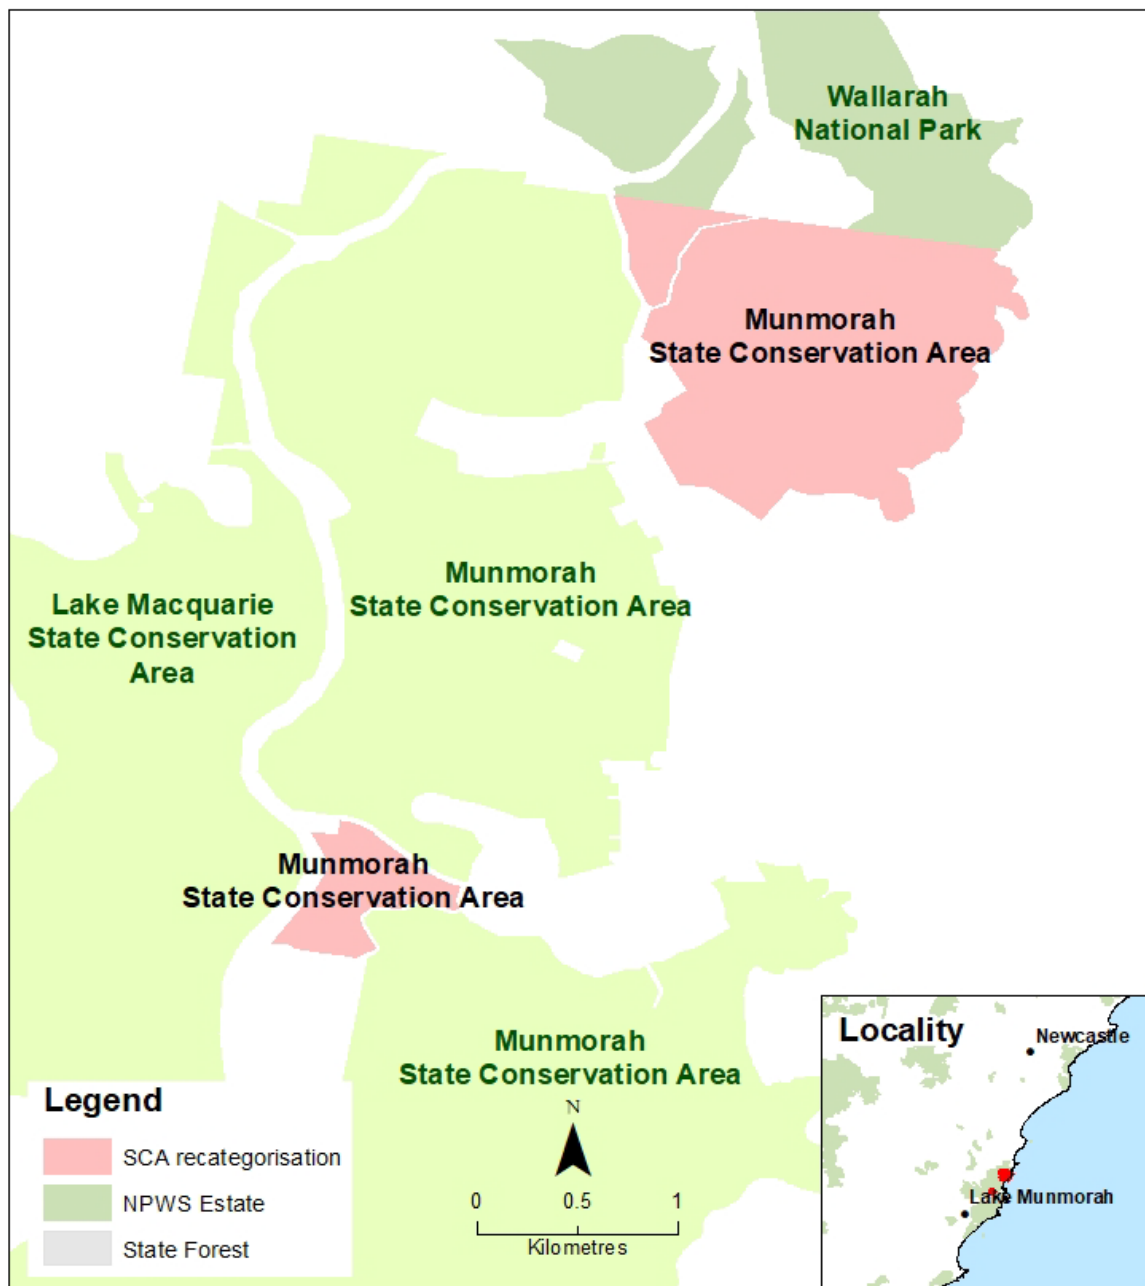 Wallarah
National Park
Munmorah
State Conservation Area
Munmorah
State Conservation Area
Lake Macquarie
State Conservation
Area
Munmorah
State Conservation Area
Munmorah
State Conservation Area
Legend
SCA recategorisation
NPWS Estate
State Forest
N
0 0.5 1
Kilometres
Locality
Newcastle
Lake Munmorah